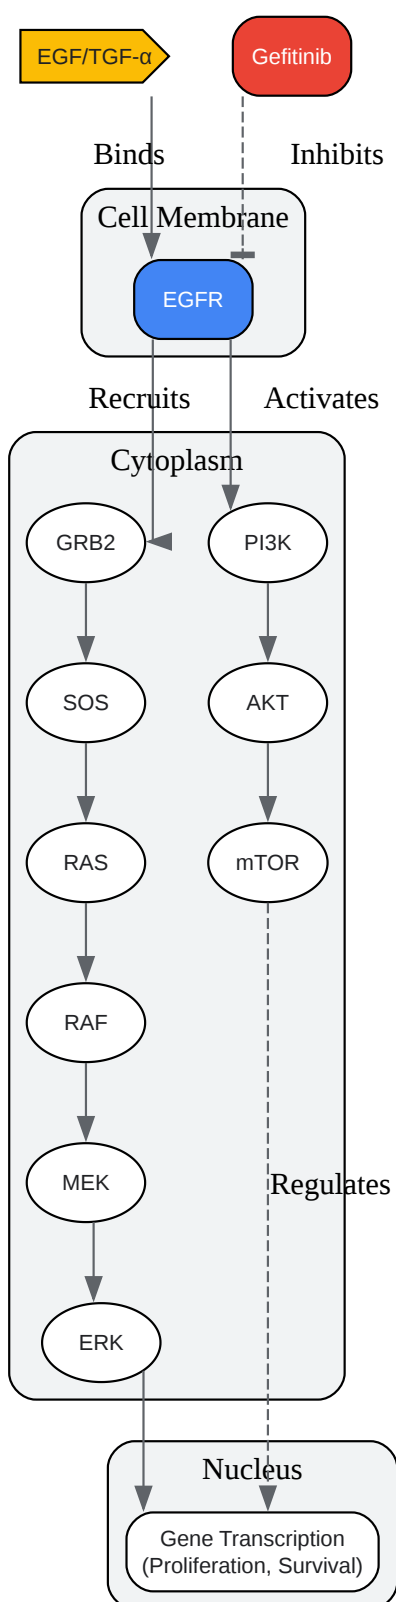 EGF/TGF-α
Gefitinib
Binds
Inhibits
Cell Membrane
EGFR
Recruits
Activates
Cytoplasm
GRB2
PI3K
SOS
AKT
RAS
mTOR
RAF
MEK
Regulates
ERK
Nucleus
Gene Transcription
(Proliferation, Survival)